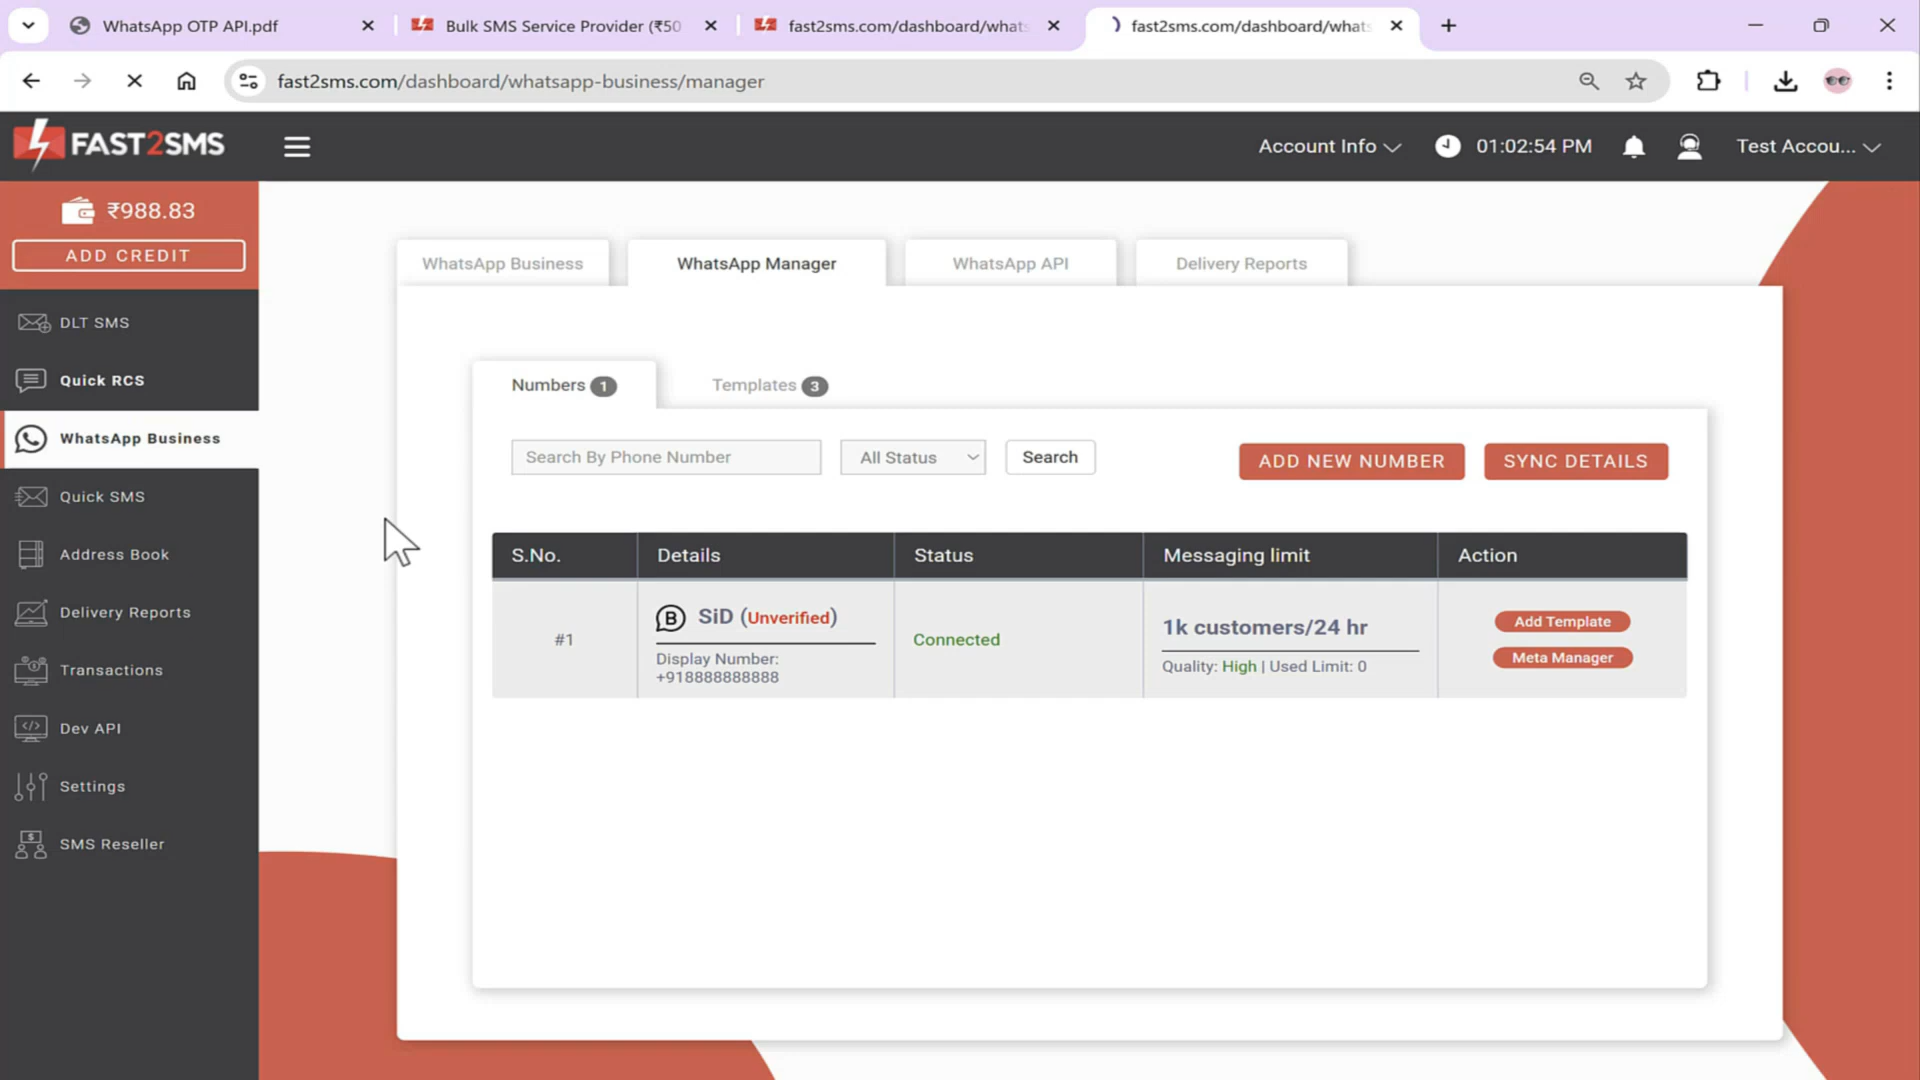 WhatsApp OTP API.pdf
Bulk SMS Service Provider (₹50
fast2sms.com/dashboard/whats
fast2sms.com/dashboard/whats
fast2sms.com/dashboard/whatsapp-business/manager
FAST2SMS
Account Info
01:02:54 PM
Test Accou...
₹988.83
ADD CREDIT
DLT SMS
Quick RCS
WhatsApp Business
Quick SMS
Address Book
Delivery Reports
Transactions
Dev API
Settings
SMS Reseller
WhatsApp Business
WhatsApp Manager
WhatsApp API
Delivery Reports
Numbers 1
Templates 3
Search By Phone Number
All Status
Search
ADD NEW NUMBER
SYNC DETAILS
S.No. Details Status Messaging limit Action
#1
SiD (Unverified)
Display Number:
+918888888888
Connected
1k customers/24 hr
Quality: High | Used Limit: 0
Add Template
Meta Manager